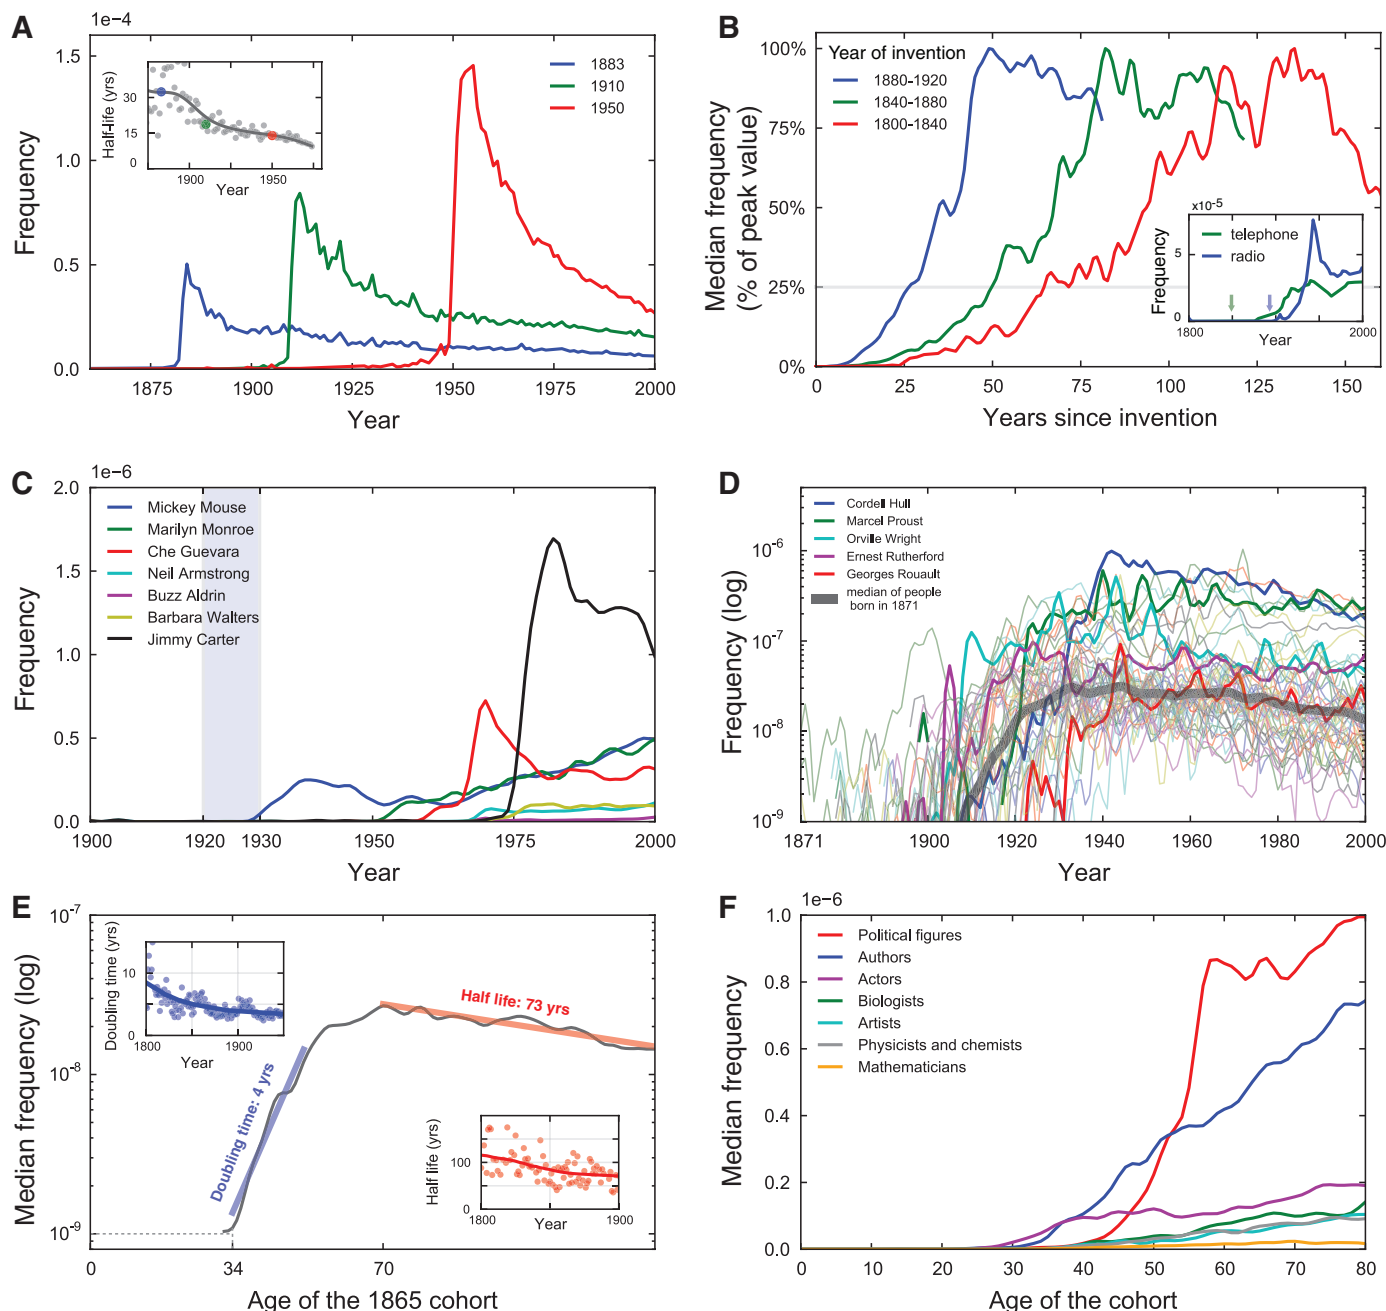 A
1e-4
1.5
1.0
0.5
0.0
Frequency
1875
1900
1925
1950
1975
2000
Year
1883
1910
1950
Half-life (yrs)
30
15
0
1900
1950
Year
B
100%
75%
50%
25%
0%
Median frequency
(% of peak value)
Year of invention
1880-1920
1840-1880
1800-1840
0
25
50
75
100
125
150
Years since invention
x10-5
Frequency
5
0
telephone
radio
1800
2000
Year
C
1e-6
2.0
1.5
1.0
0.5
0.0
Frequency
Mickey Mouse
Marilyn Monroe
Che Guevara
Neil Armstrong
Buzz Aldrin
Barbara Walters
Jimmy Carter
1900
1920
1930
1950
1975
2000
Year
D
Cordell Hull
Marcel Proust
Orville Wright
Ernest Rutherford
Georges Rouault
median of people
born in 1871
10-6
10-7
10-8
10-9
Frequency (log)
1871
1900
1920
1940
1960
1980
2000
Year
E
10-7
10-8
10-9
Median frequency (log)
Doubling time (yrs)
10
0
1800
1900
Year
Doubling time: 4 yrs
Half life: 73 yrs
Half life (yrs)
100
0
1800
1900
Year
0
34
70
Age of the 1865 cohort
F
1e-6
1.0
0.8
0.6
0.4
0.2
0.0
Median frequency
Political figures
Authors
Actors
Biologists
Artists
Physicists and chemists
Mathematicians
0
10
20
30
40
50
60
70
80
Age of the cohort